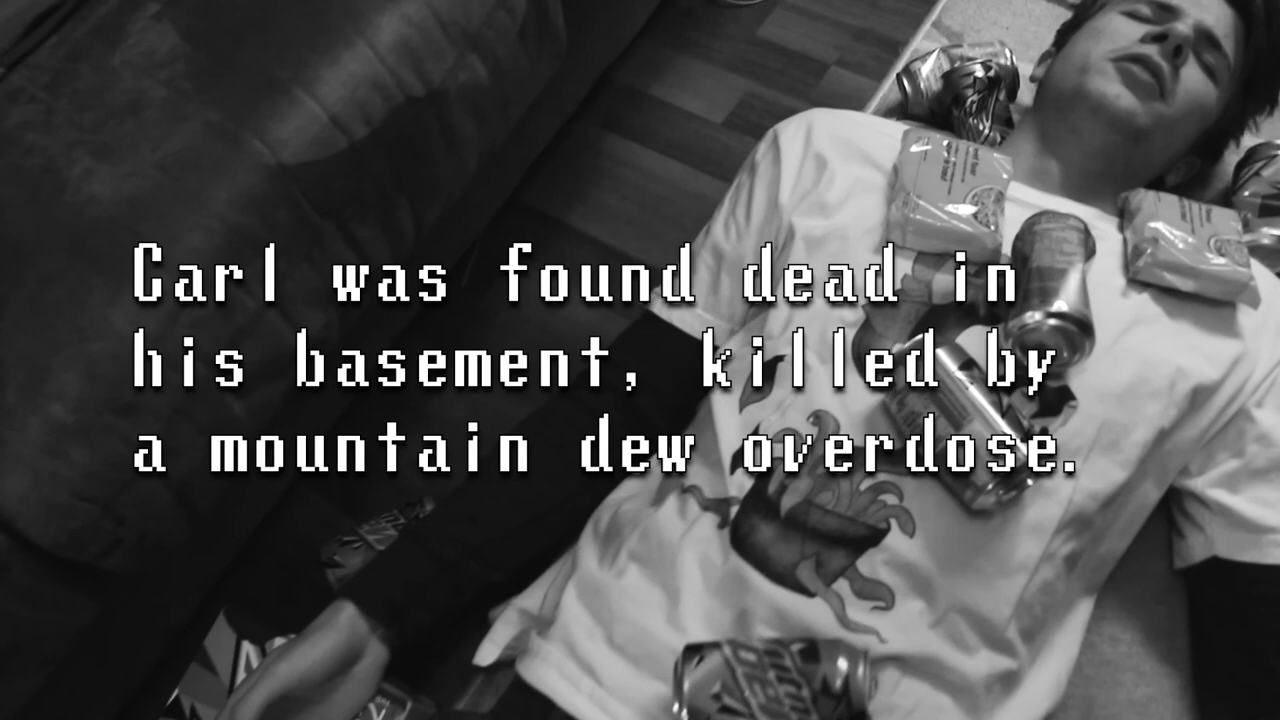 Carl was found dead in
his basement, killed by
a mountain dew overdose.